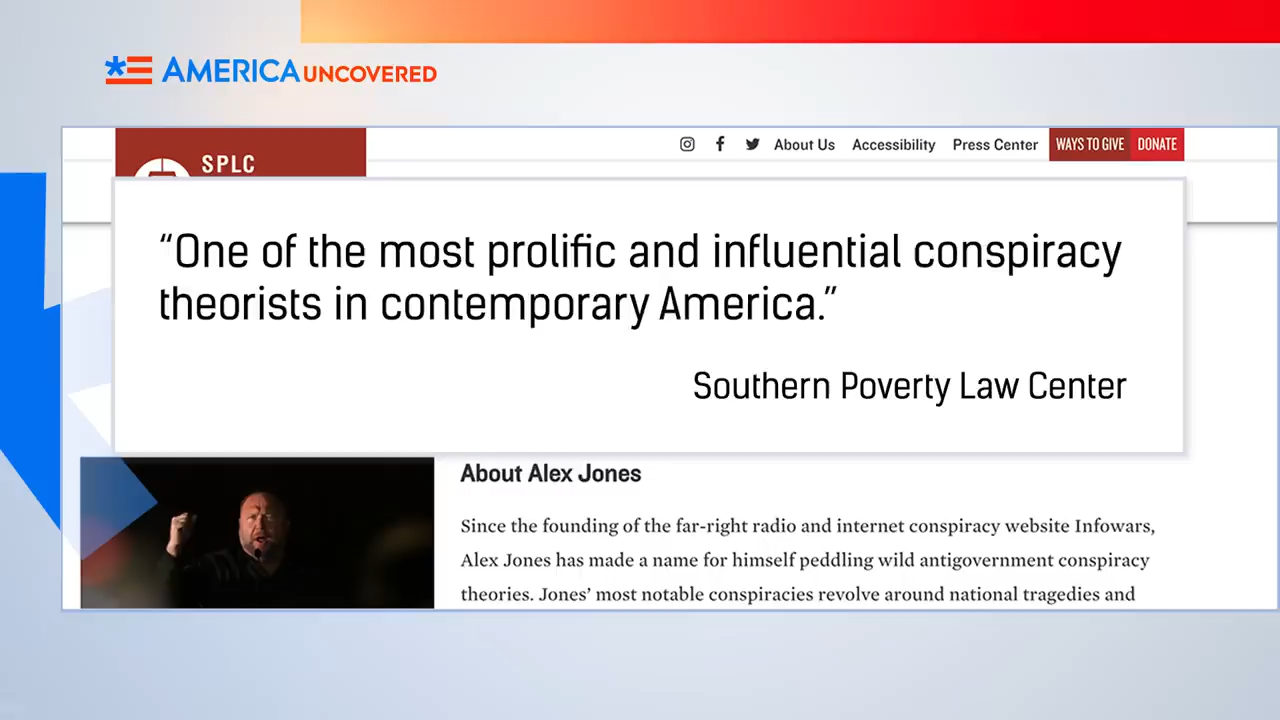 AMERICA UNCOVERED
SPLC
About Us Accessibility Press Center WAYS TO GIVE DONATE
“One of the most prolific and influential conspiracy
theorists in contemporary America.”
Southern Poverty Law Center
About Alex Jones
Since the founding of the far-right radio and internet conspiracy website Infowars,
Alex Jones has made a name for himself peddling wild antigovernment conspiracy
theories. Jones’ most notable conspiracies revolve around national tragedies and